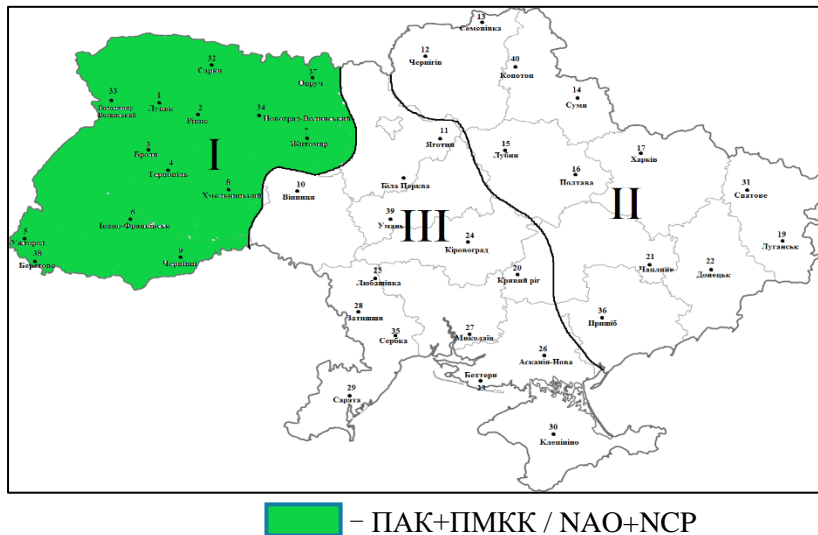 13
Семенівка
12
Чернігів
40
Конотоп
32
Сарни
37
Овруч
14
Суми
33
Володимир-
Волинський
1
Луцьк
2
Рівне
34
Новоград-Волинський
Житомир
11
Яготин
15
Лубни
17
Харків
3
Броди
I
4
Тернопіль
16
Полтава
8
Хмельницький
10
Вінниця
Біла Церква
31
Сватове
II
6
Івано-Франківськ
39
Умань
III
5
Ужгород
38
Берегово
9
Чернівці
24
Кіровоград
19
Луганськ
25
Любашівка
20
Кривий ріг
21
Чаплине
22
Донецьк
28
Затишшя
35
Сербка
27
Миколаїв
36
Пришіб
26
Асканія-Нова
Бехтери
23
29
Сарата
30
Клепініно
– ПАК+ПМКК / NAO+NCP